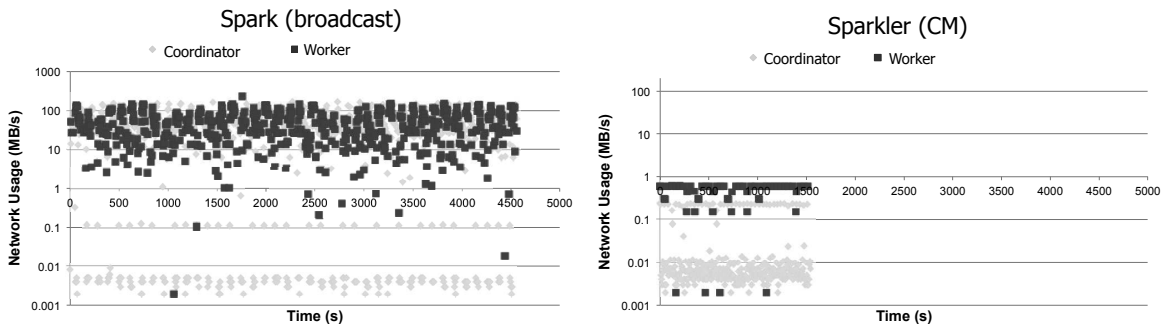 Spark (broadcast)
Coordinator Worker
Network Usage (MB/s)
1000
100
10
1
0.1
0.01
0.001
0 500 1000 1500 2000 2500 3000 3500 4000 4500 5000
Time (s)
Sparkler (CM)
Coordinator Worker
Network Usage (MB/s)
100
10
1
0.1
0.01
0.001
0 500 1000 1500 2000 2500 3000 3500 4000 4500 5000
Time (s)